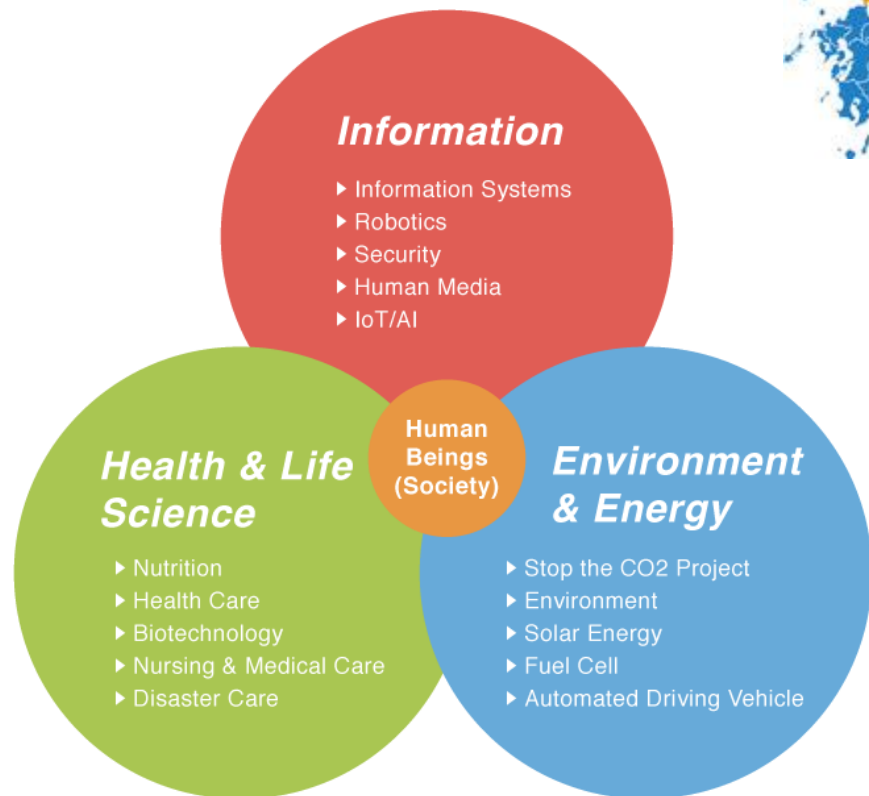 Information
Information Systems
Robotics
Security
Human Media
IoT/AI
Human
Beings
(Society)
Health & Life
Science
Nutrition
Health Care
Biotechnology
Nursing & Medical Care
Disaster Care
Environment
& Energy
Stop the CO2 Project
Environment
Solar Energy
Fuel Cell
Automated Driving Vehicle